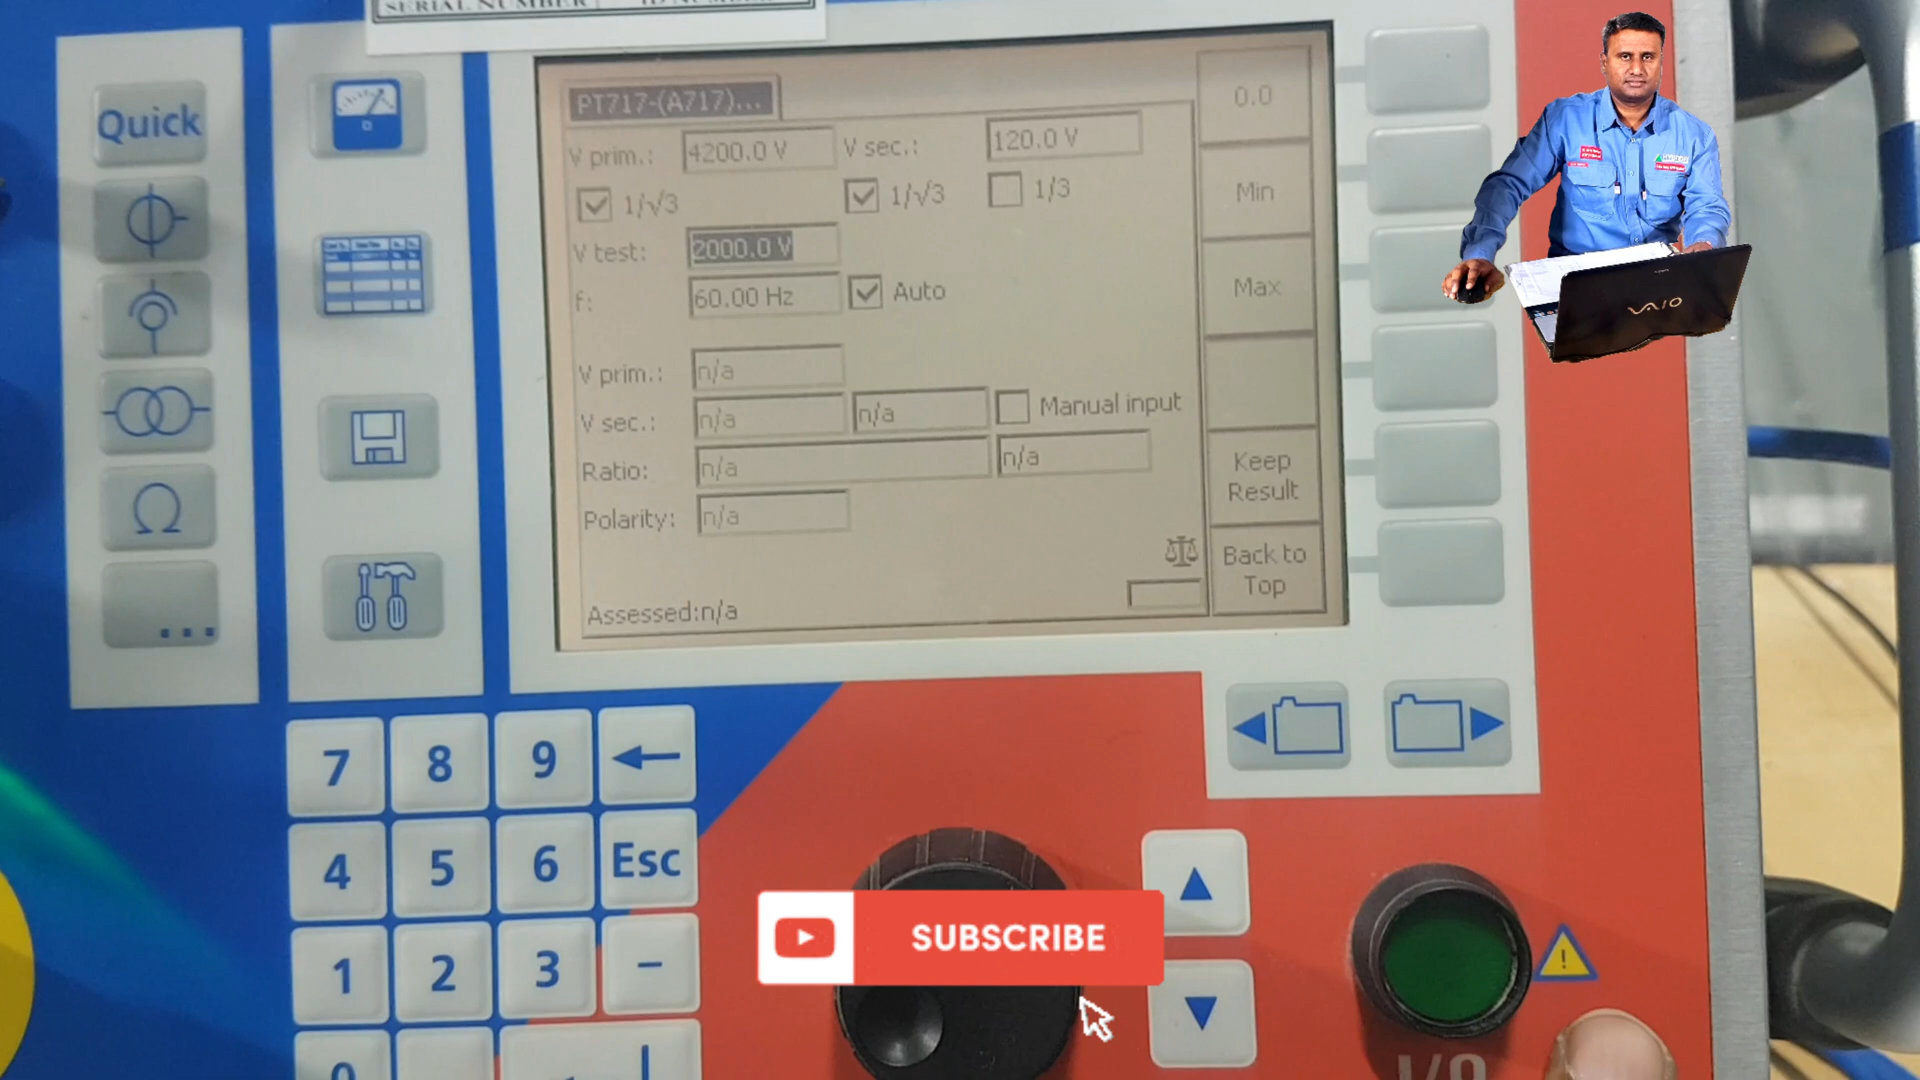 SERIAL NUMBER
Quick
PT717-(A717)...
V prim.: 4200.0 V V sec.: 120.0 V
1/√3 1/√3 1/3
V test: 2000.0 V
f: 60.00 Hz Auto
V prim.: n/a
V sec.: n/a n/a Manual input
Ratio: n/a n/a
Polarity: n/a
Assessed:n/a
0.0
Min
Max
Keep
Result
Back to
Top
7 8 9
4 5 6 Esc
1 2 3 –
0
SUBSCRIBE
I/O
VAIO